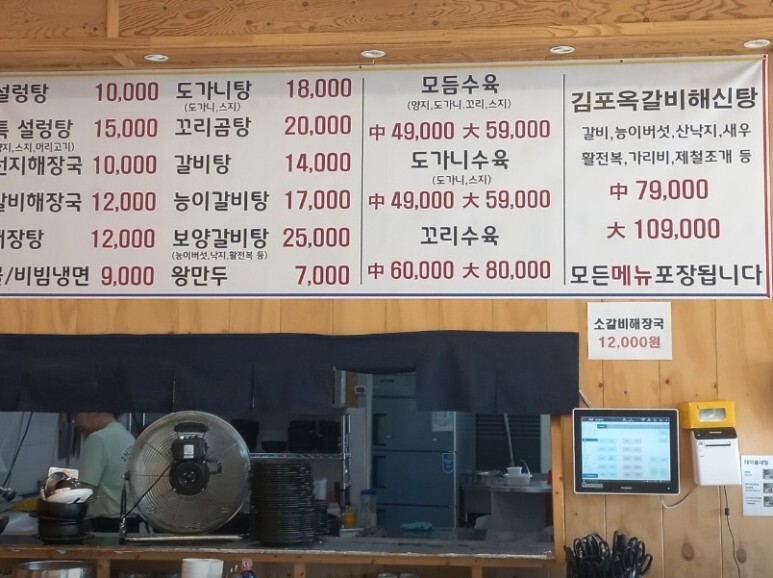 설렁탕 10,000
특 설렁탕 15,000
(양지,스지,머리고기)
선지해장국 10,000
갈비해장국 12,000
내장탕 12,000
물/비빔냉면 9,000
도가니탕 18,000
(도가니,스지)
꼬리곰탕 20,000
갈비탕 14,000
능이갈비탕 17,000
보양갈비탕 25,000
(능이버섯,낙지,활전복 등)
왕만두 7,000
모듬수육
(양지,도가니,꼬리,스지)
中 49,000 大 59,000
도가니수육
(도가니,스지)
中 49,000 大 59,000
꼬리수육
中 60,000 大 80,000
김포옥갈비해신탕
갈비,능이버섯,산낙지,새우
활전복,가리비,제철조개 등
中 79,000
大 109,000
모든메뉴포장됩니다
소갈비해장국
12,000원